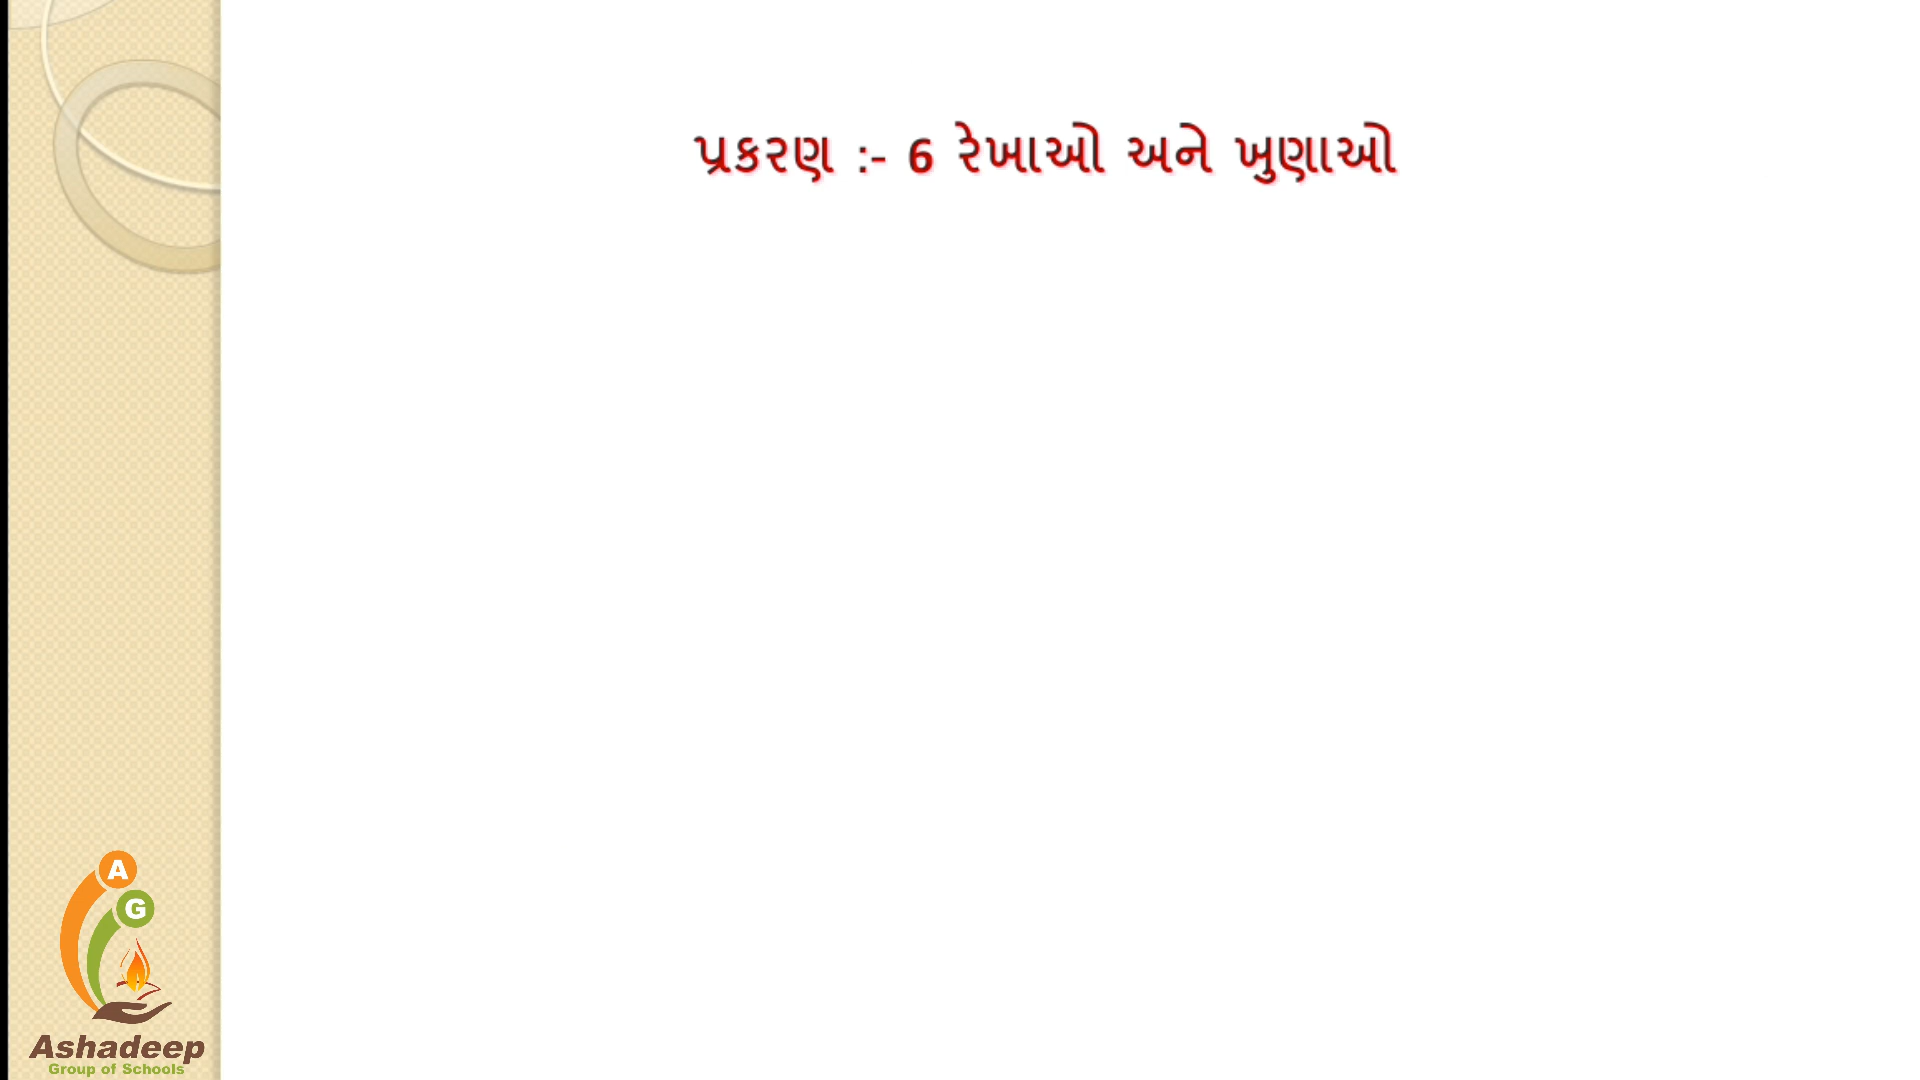 પ્રકરણ :- 6 રેખાઓ અને ખુણાઓ
A
G
Ashadeep
Group of Schools